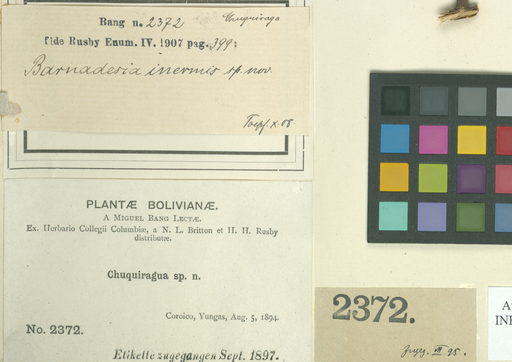 Bang n. 2372 Chuquiraga
fide Rusby Enum. IV. 1907 pag. 399:
Barnadesia inermis sp. nov.
Toepf. X. 08.
PLANTÆ BOLIVIANÆ.
A MIGUEL BANG LECTÆ.
Ex. Herbario Collegii Columbiæ, a N. L. Britton et H. H. Rusby
distributæ.
Chuquiragua sp. n.
Coroico, Yungas, Aug. 5, 1894.
No. 2372.
Etikette zugegangen Sept. 1897.
2372.